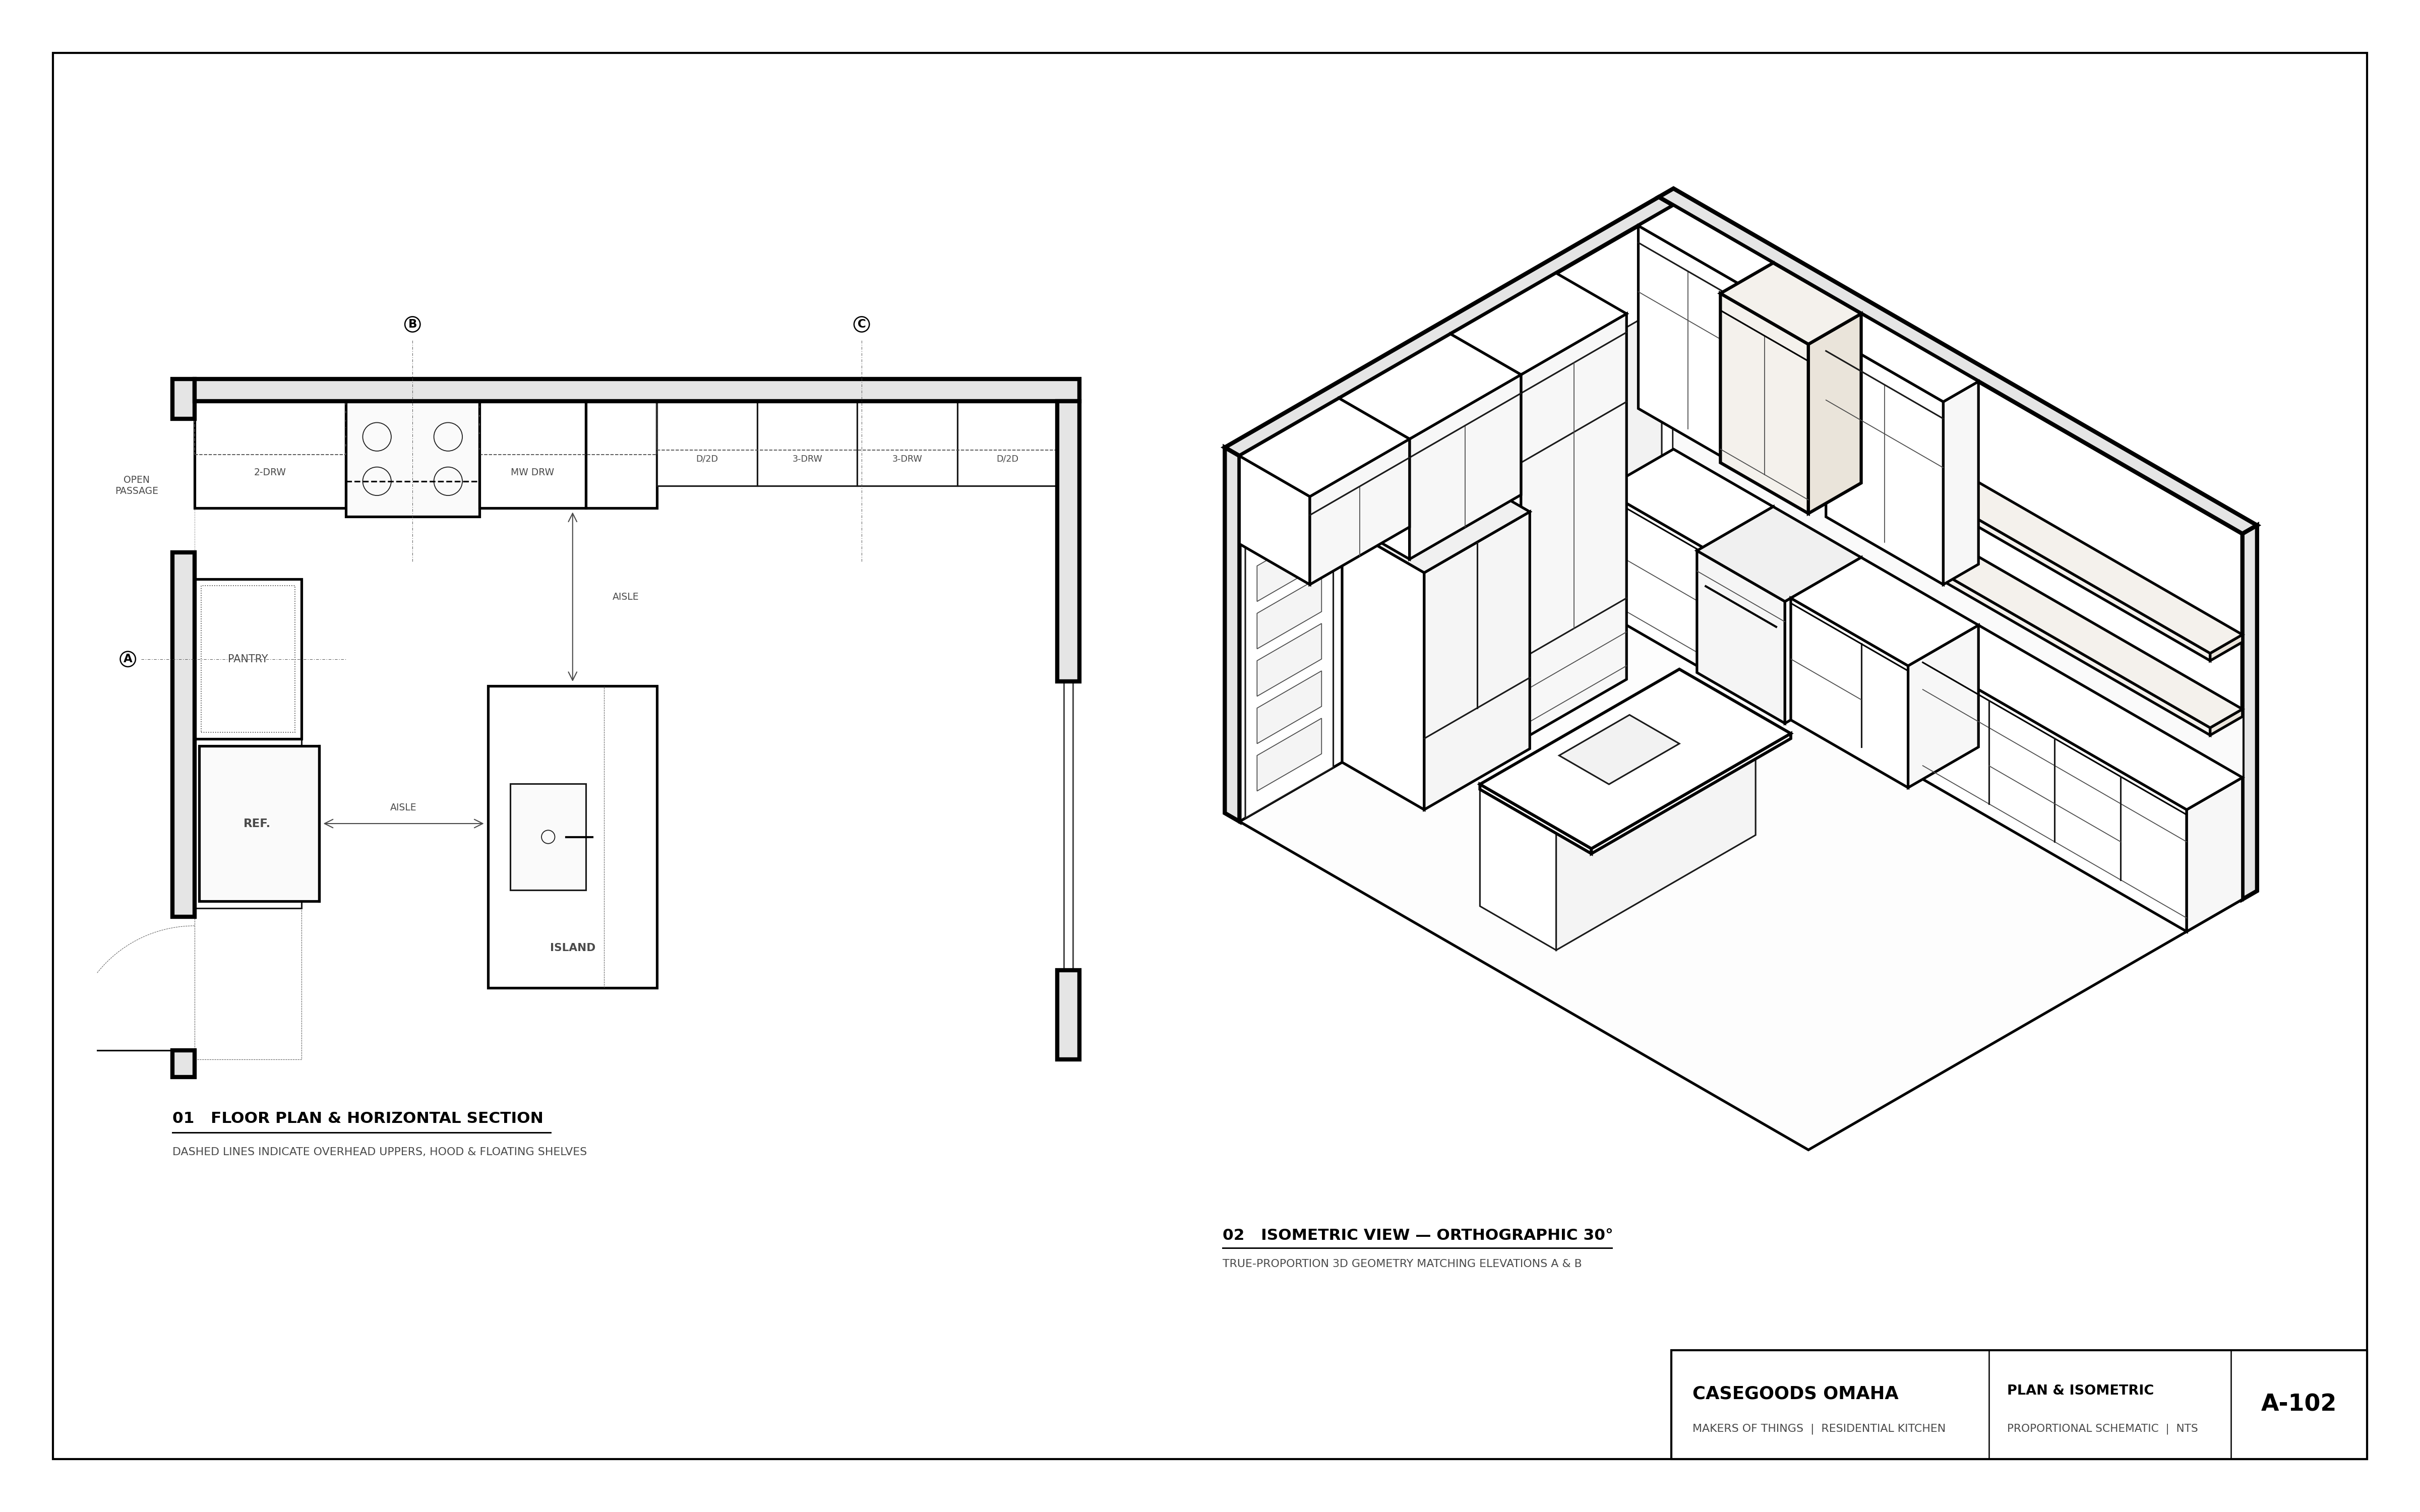 B
C
2-DRW
MW DRW
D/2D
3-DRW
3-DRW
D/2D
OPEN
PASSAGE
AISLE
A
PANTRY
AISLE
REF.
ISLAND
01 FLOOR PLAN & HORIZONTAL SECTION
DASHED LINES INDICATE OVERHEAD UPPERS, HOOD & FLOATING SHELVES
02 ISOMETRIC VIEW — ORTHOGRAPHIC 30°
TRUE-PROPORTION 3D GEOMETRY MATCHING ELEVATIONS A & B
CASEGOODS OMAHA
MAKERS OF THINGS | RESIDENTIAL KITCHEN
PLAN & ISOMETRIC
PROPORTIONAL SCHEMATIC | NTS
A-102